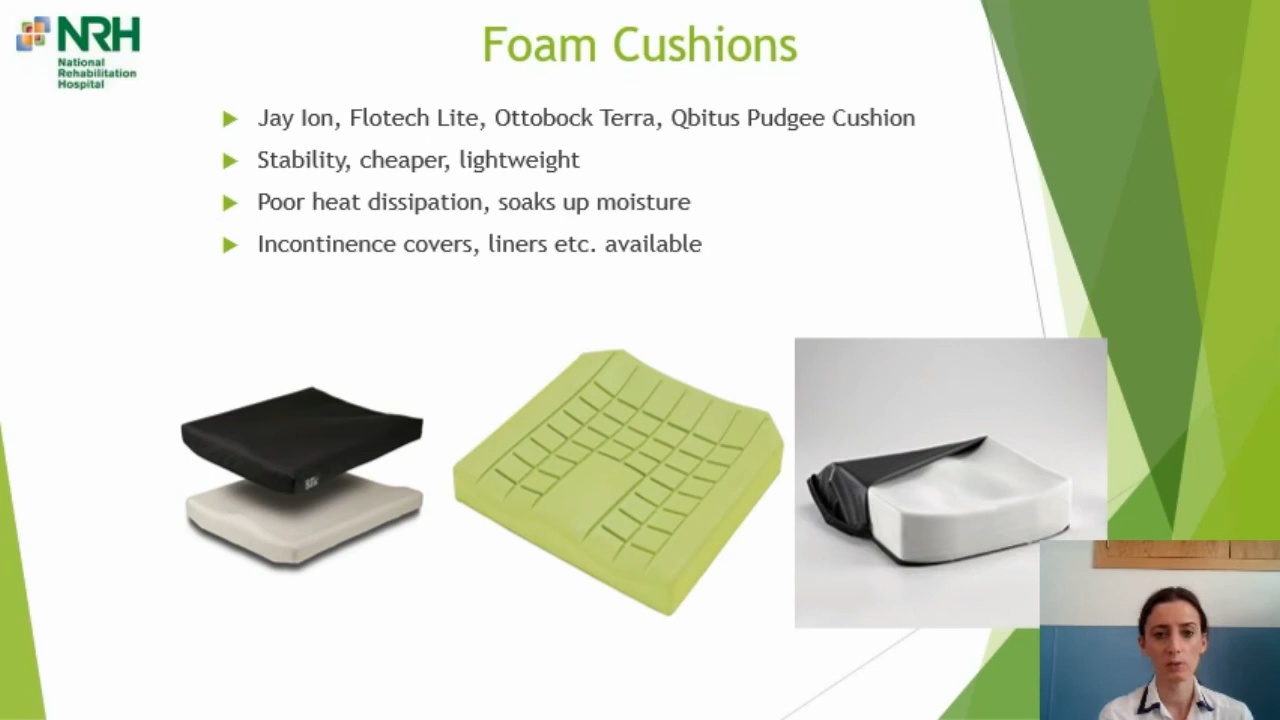 NRH
National
Rehabilitation
Hospital
Foam Cushions
Jay Ion, Flotech Lite, Ottobock Terra, Qbitus Pudgee Cushion
Stability, cheaper, lightweight
Poor heat dissipation, soaks up moisture
Incontinence covers, liners etc. available